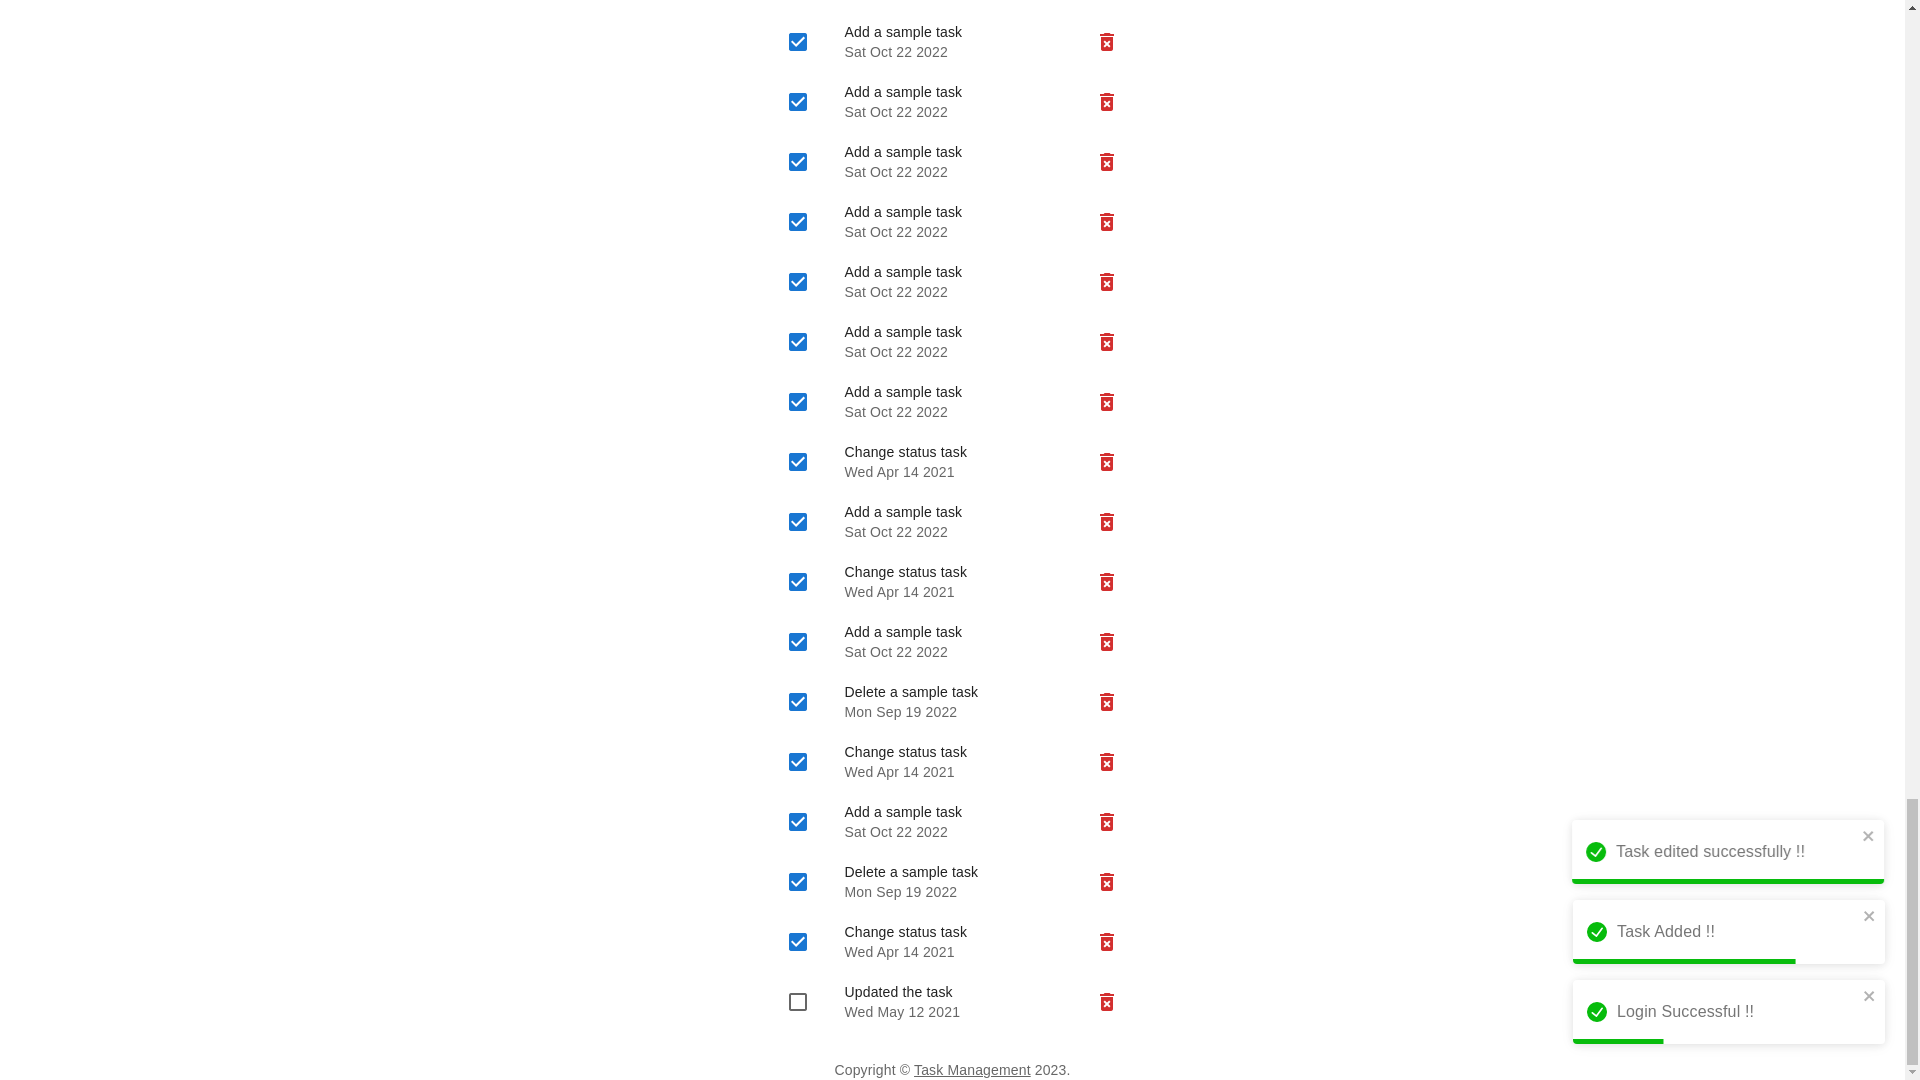 Add a sample task
Sat Oct 22 2022
Add a sample task
Sat Oct 22 2022
Add a sample task
Sat Oct 22 2022
Add a sample task
Sat Oct 22 2022
Add a sample task
Sat Oct 22 2022
Add a sample task
Sat Oct 22 2022
Add a sample task
Sat Oct 22 2022
Change status task
Wed Apr 14 2021
Add a sample task
Sat Oct 22 2022
Change status task
Wed Apr 14 2021
Add a sample task
Sat Oct 22 2022
Delete a sample task
Mon Sep 19 2022
Change status task
Wed Apr 14 2021
Add a sample task
Sat Oct 22 2022
Delete a sample task
Mon Sep 19 2022
Change status task
Wed Apr 14 2021
Updated the task
Wed May 12 2021
Copyright © Task Management 2023.
Task edited successfully !!
Task Added !!
Login Successful !!